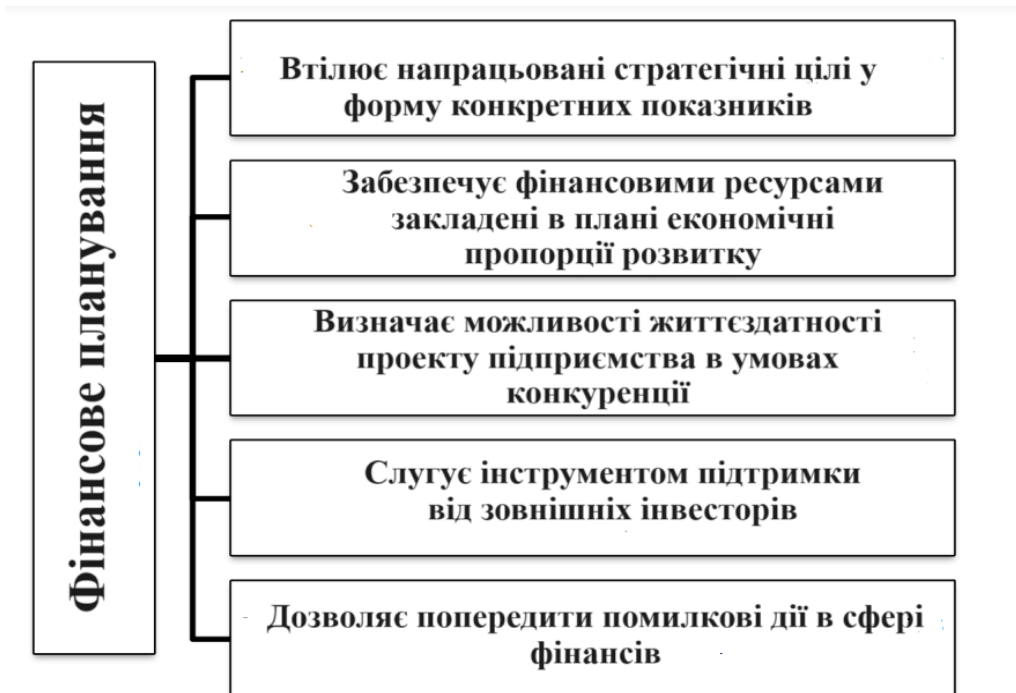 Фінансове планування
Втілює напрацьовані стратегічні цілі у
форму конкретних показників
Забезпечує фінансовими ресурсами
закладені в плані економічні
пропорції розвитку
Визначає можливості життєздатності
проекту підприємства в умовах
конкуренції
Слугує інструментом підтримки
від зовнішніх інвесторів
Дозволяє попередити помилкові дії в сфері
фінансів